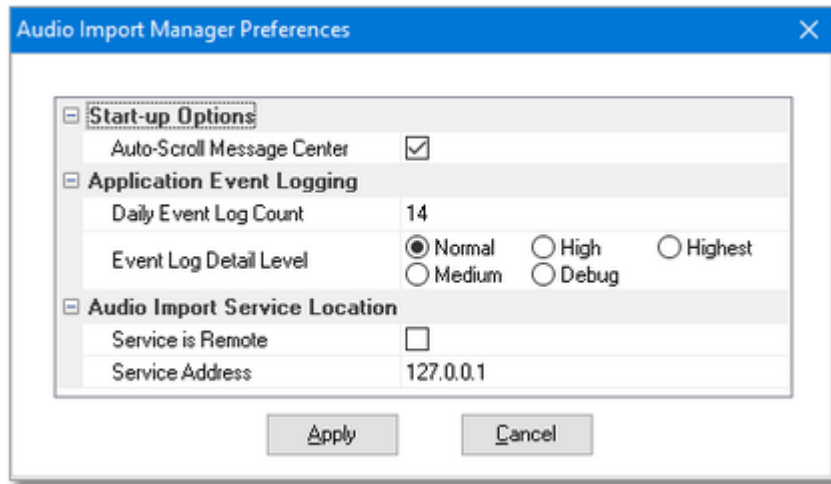 Audio Import Manager Preferences
Start-up Options
Auto-Scroll Message Center
Application Event Logging
Daily Event Log Count 14
Event Log Detail Level Normal High Highest
Medium Debug
Audio Import Service Location
Service is Remote
Service Address 127.0.0.1
Apply Cancel